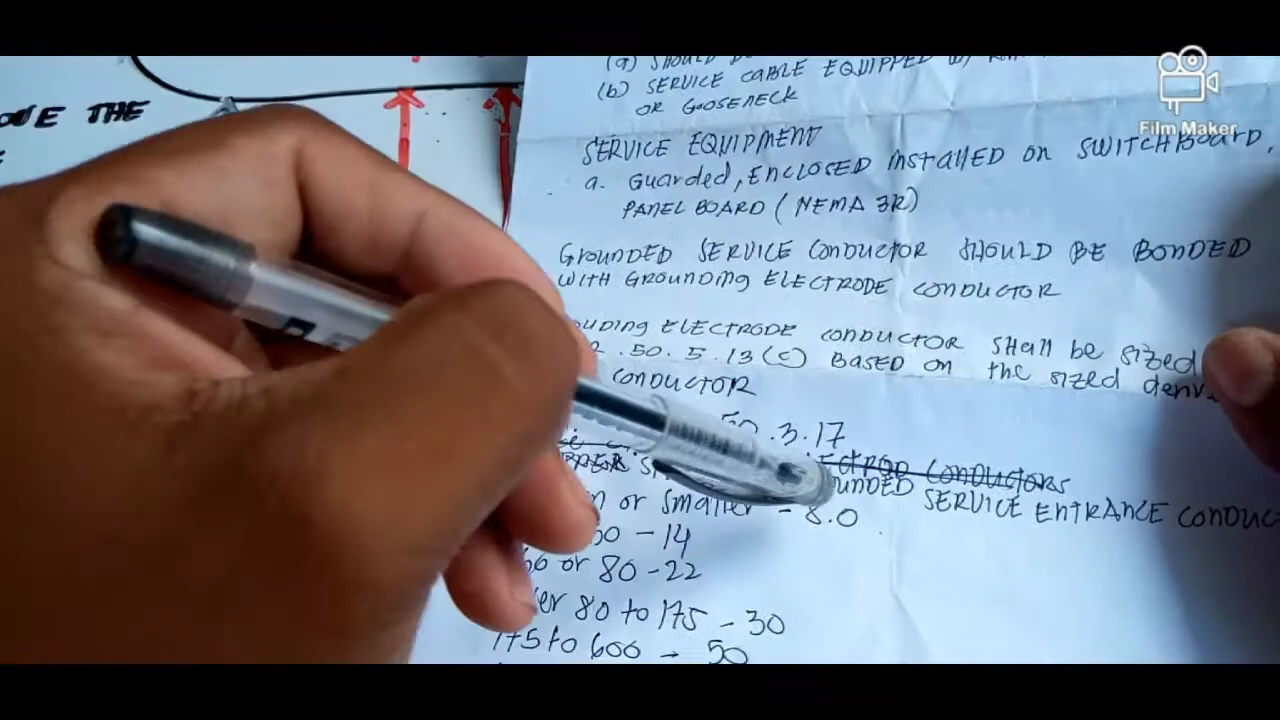 THE
(b) SERVICE CABLE EQUIPPED W/
OR GOOSENECK
SERVICE EQUIPMENT
a. Guarded, ENCLOSED installED on SWITCHBOARD,
PANEL BOARD ( NEMA 3R)
GROUNDED SERVICE CONDUCTOR SHOULD BE BONDED
WITH GROUNDING ELECTRODE CONDUCTOR
ELECTRODE CONDUCTOR SHall be sized
.50.5.13(C) BASED ON the sized
CONDUCTOR
.3.17
CONDUCTORS
SERVICE ENTRANCE
or smaller - 8.0
- 14
or 80 - 22
80 to 175 - 30
175 to 600 - 50
Film Maker